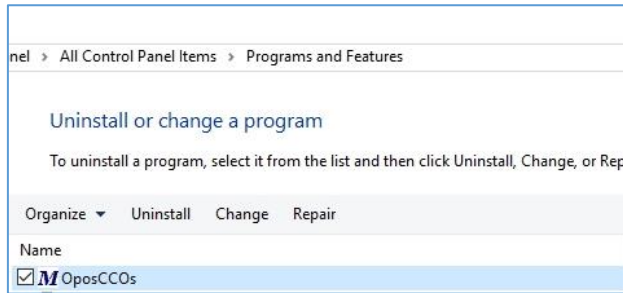 nel > All Control Panel Items > Programs and Features
Uninstall or change a program
To uninstall a program, select it from the list and then click Uninstall, Change, or Rep
Organize Uninstall Change Repair
Name
M OposCCOs